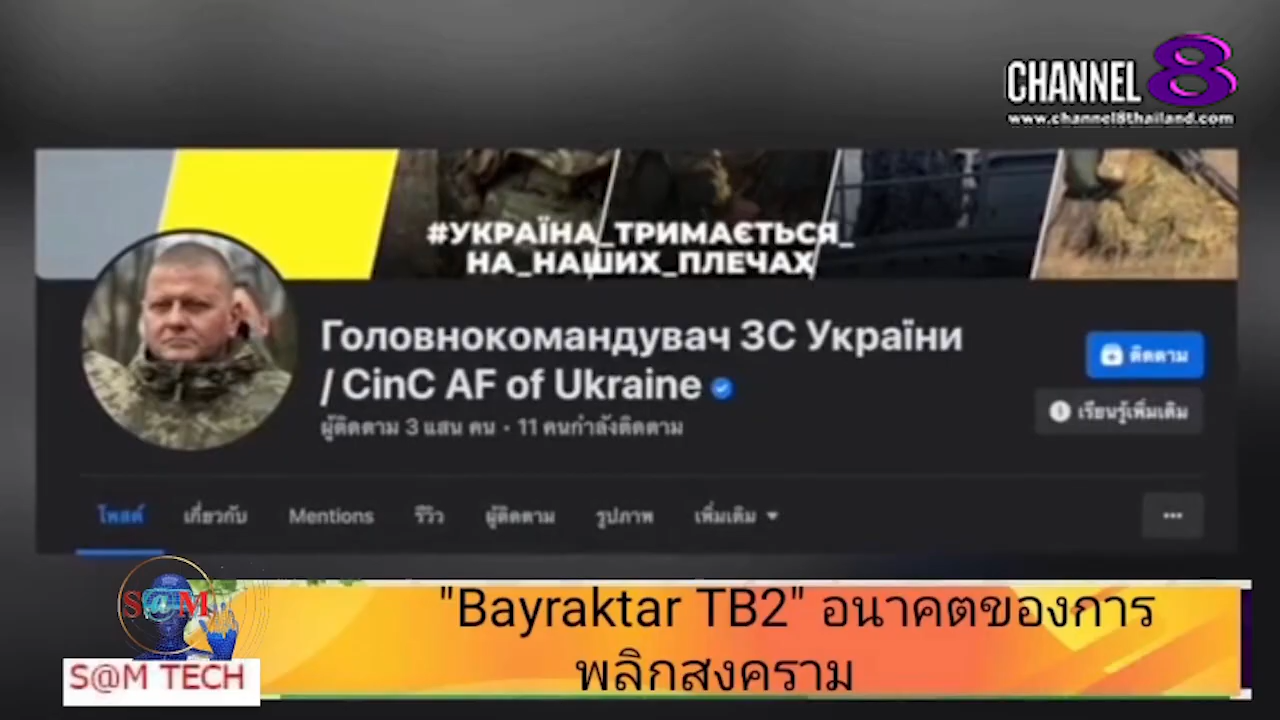 CHANNEL 8
www.channel8thailand.com
#УКРАЇНА_ТРИМАЄТЬСЯ_
НА_НАШИХ_ПЛЕЧАХ
Головнокомандувач ЗС України
/ CinC AF of Ukraine
ผู้ติดตาม 3 แสน คน • 11 คนกำลังติดตาม
ติดตาม
เรียนรู้เพิ่มเติม
โพสต์ เกี่ยวกับ Mentions รีวิว ผู้ติดตาม รูปภาพ เพิ่มเติม
S@M
S@M TECH
"Bayraktar TB2" อนาคตของการ
พลิกสงคราม